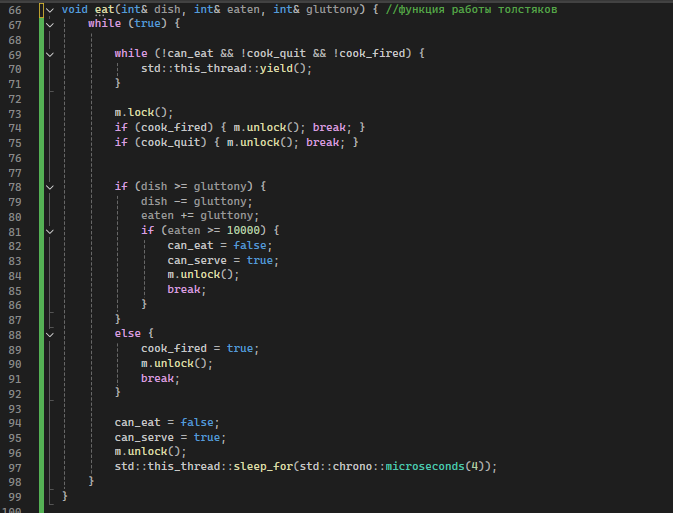 66 void eat(int& dish, int& eaten, int& gluttony) { //функция работы толстяков
67 while (true) {
68
69 while (!can_eat && !cook_quit && !cook_fired) {
70 std::this_thread::yield();
71 }
72
73 m.lock();
74 if (cook_fired) { m.unlock(); break; }
75 if (cook_quit) { m.unlock(); break; }
76
77
78 if (dish >= gluttony) {
79 dish -= gluttony;
80 eaten += gluttony;
81 if (eaten >= 10000) {
82 can_eat = false;
83 can_serve = true;
84 m.unlock();
85 break;
86 }
87 }
88 else {
89 cook_fired = true;
90 m.unlock();
91 break;
92 }
93
94 can_eat = false;
95 can_serve = true;
96 m.unlock();
97 std::this_thread::sleep_for(std::chrono::microseconds(4));
98 }
99 }
100